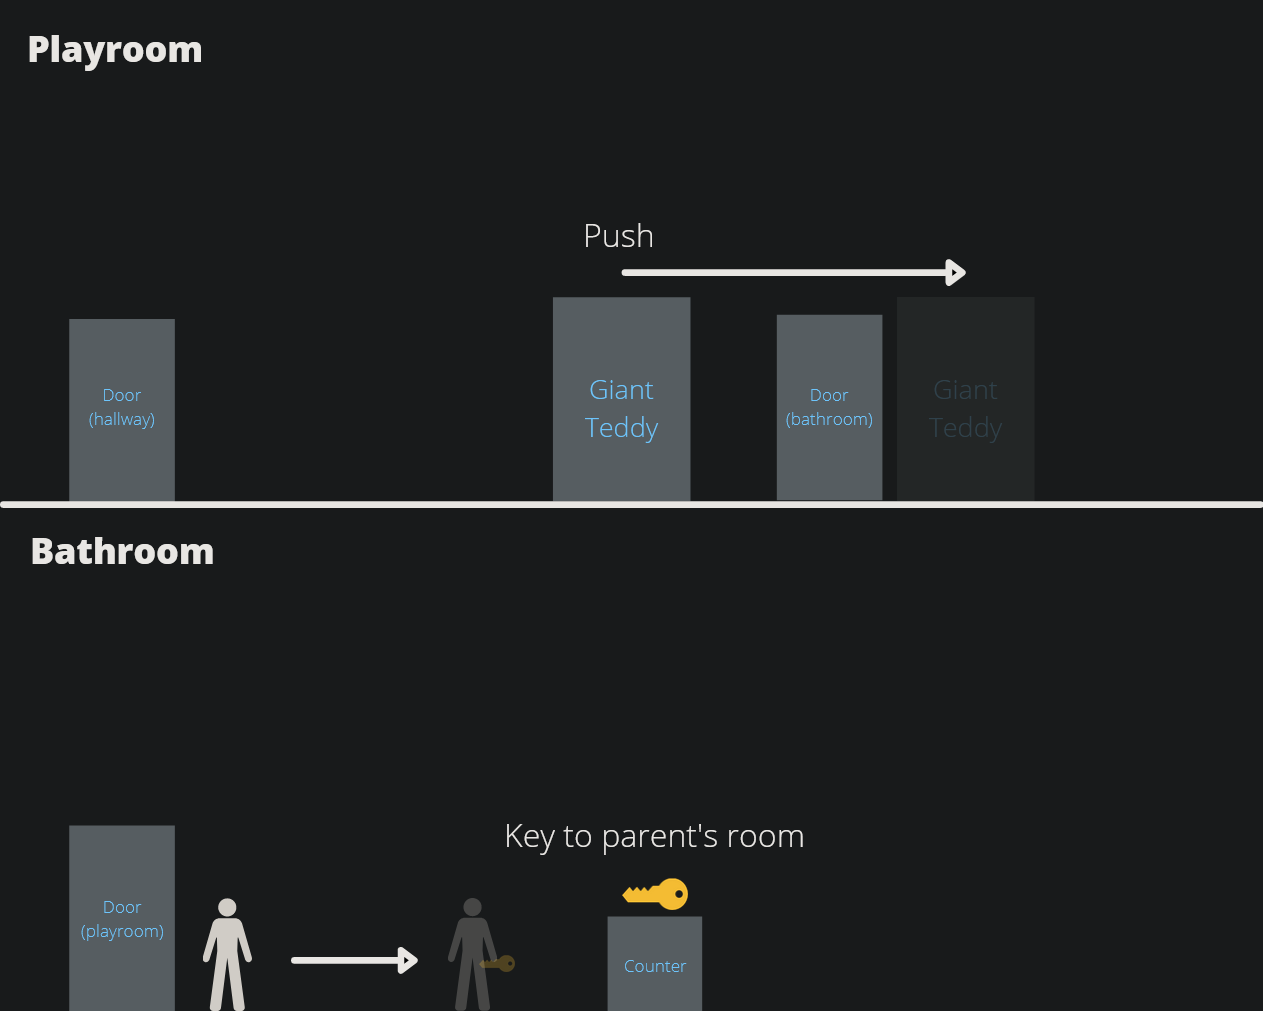 Playroom
Push
Door
(hallway)
Giant
Teddy
Door
(bathroom)
Giant
Teddy
Bathroom
Key to parent's room
Door
(playroom)
Counter